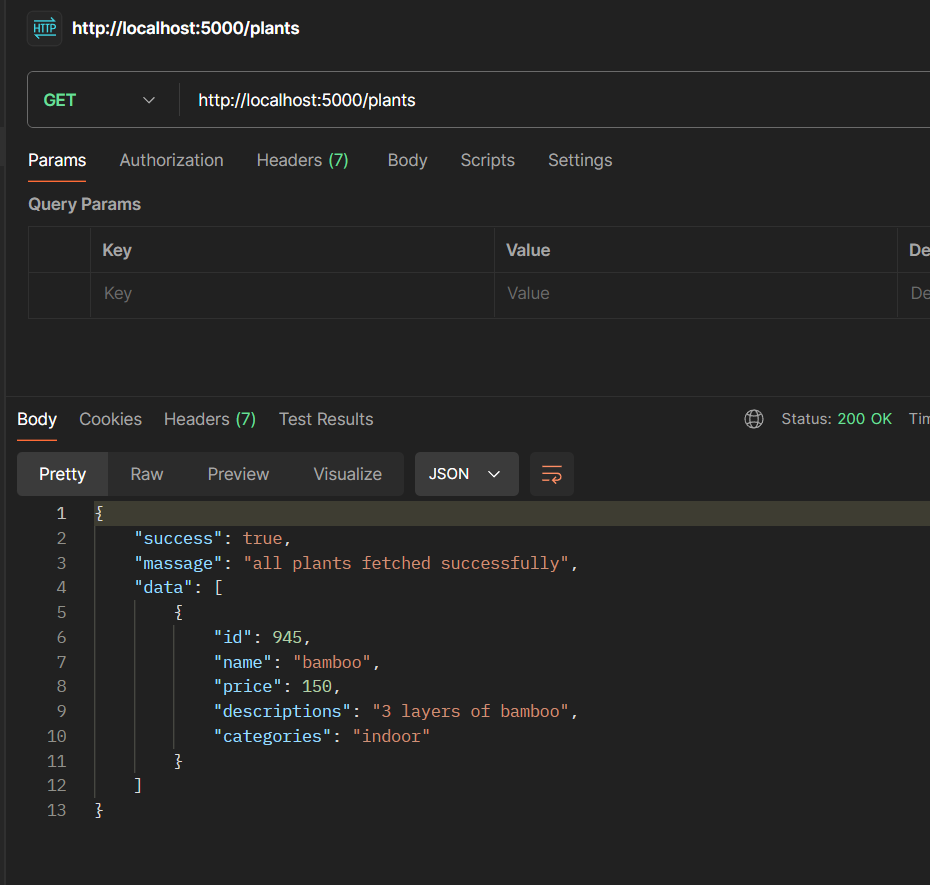 HTTP http://localhost:5000/plants
GET http://localhost:5000/plants
Params Authorization Headers (7) Body Scripts Settings
Query Params
Key Value De
Key Value De
Body Cookies Headers (7) Test Results Status: 200 OK Tim
Pretty Raw Preview Visualize JSON
1 {
2 "success": true,
3 "massage": "all plants fetched successfully",
4 "data": [
5 {
6 "id": 945,
7 "name": "bamboo",
8 "price": 150,
9 "descriptions": "3 layers of bamboo",
10 "categories": "indoor"
11 }
12 ]
13 }